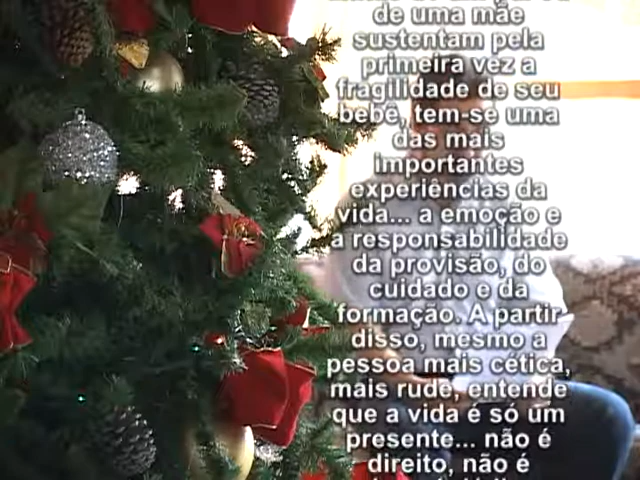 de uma mãe
sustentam pela
primeira vez a
fragilidade de seu
bebê, tem-se uma
das mais
importantes
experiências da
vida... a emoção e
a responsabilidade
da provisão, do
cuidado e da
formação. A partir
disso, mesmo a
pessoa mais cética,
mais rude, entende
que a vida é só um
presente... não é
direito, não é